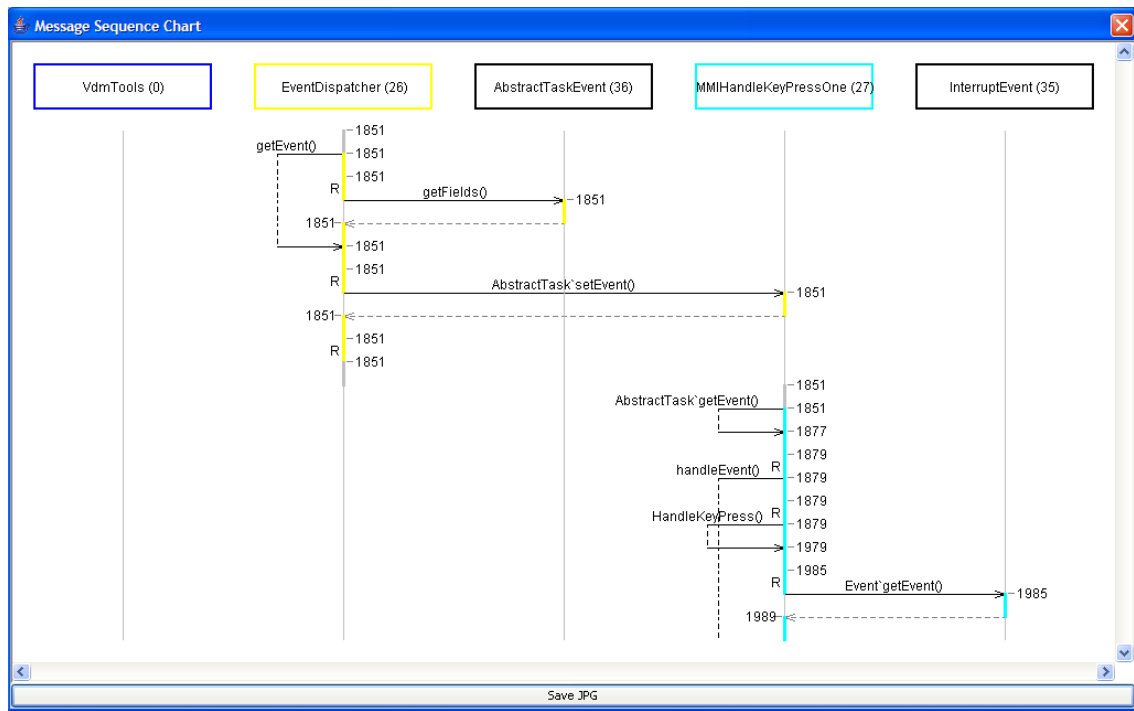 Message Sequence Chart
VdmTools (0) EventDispatcher (26) AbstractTaskEvent (36) MMIHandleKeyPressOne (27) InterruptEvent (35)
1851
getEvent() 1851
1851
R getFields() 1851
1851
1851
1851
R AbstractTask`setEvent() 1851
1851
1851
R
1851
1851
AbstractTask`getEvent() 1851
1877
1879
R
handleEvent() 1879
1879
HandleKeyPress() R
1879
1979
1985
R Event`getEvent() 1985
1989
Save JPG